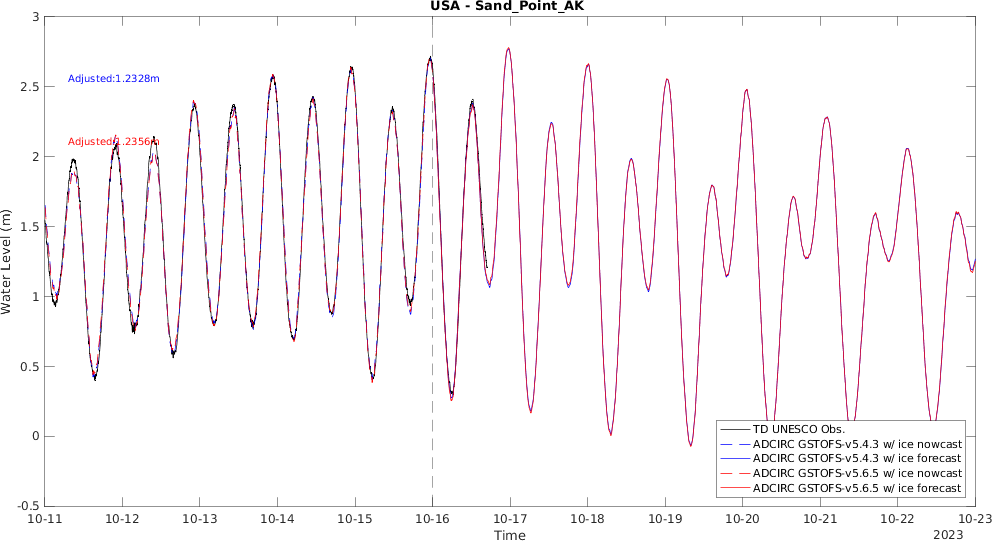 USA - Sand_Point_AK
3
2.5
2
1.5
1
0.5
0
-0.5
Water Level (m)
Adjusted:1.2328m
Adjusted:1.2356m
TD UNESCO Obs.
ADCIRC GSTOFS-v5.4.3 w/ ice nowcast
ADCIRC GSTOFS-v5.4.3 w/ ice forecast
ADCIRC GSTOFS-v5.6.5 w/ ice nowcast
ADCIRC GSTOFS-v5.6.5 w/ ice forecast
10-11 10-12 10-13 10-14 10-15 10-16 10-17 10-18 10-19 10-20 10-21 10-22 10-23
Time
2023